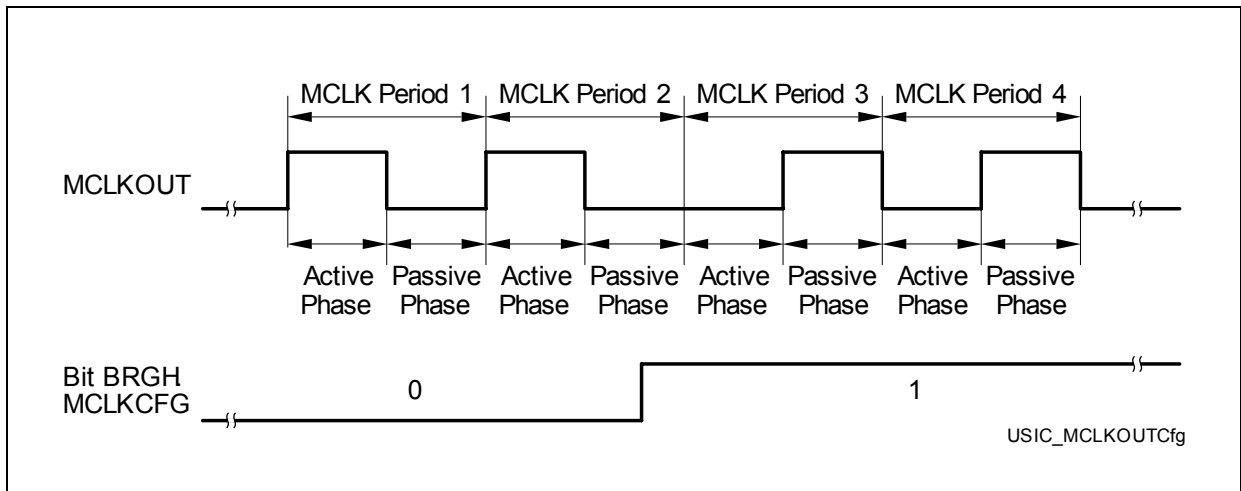 MCLK Period 1 MCLK Period 2 MCLK Period 3 MCLK Period 4
MCLKOUT
Active Passive Active Passive Active Passive Active Passive
Phase Phase Phase Phase Phase Phase Phase Phase
Bit BRGH.
MCLKCFG
0 1
USIC_MCLKOUTCfg